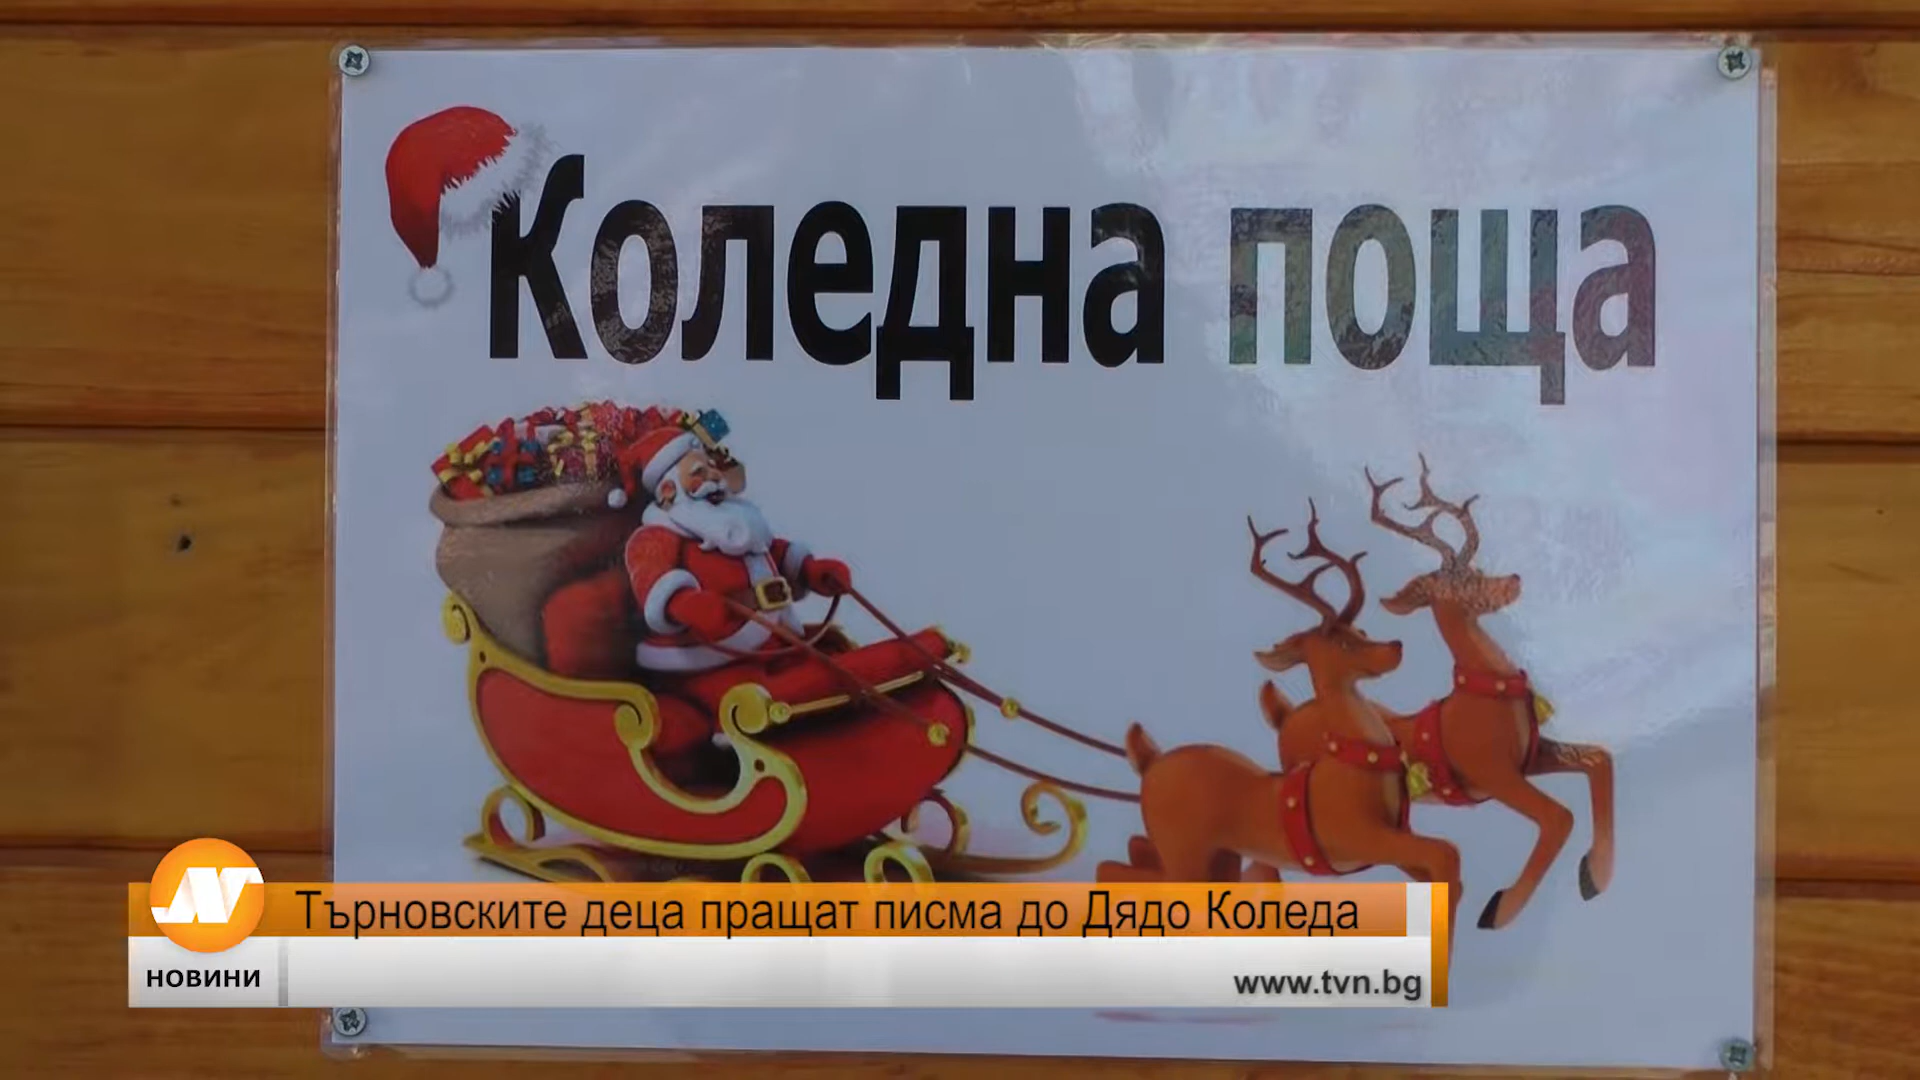 Коледна поща
Търновските деца пращат писма до Дядо Коледа
НОВИНИ
www.tvn.bg